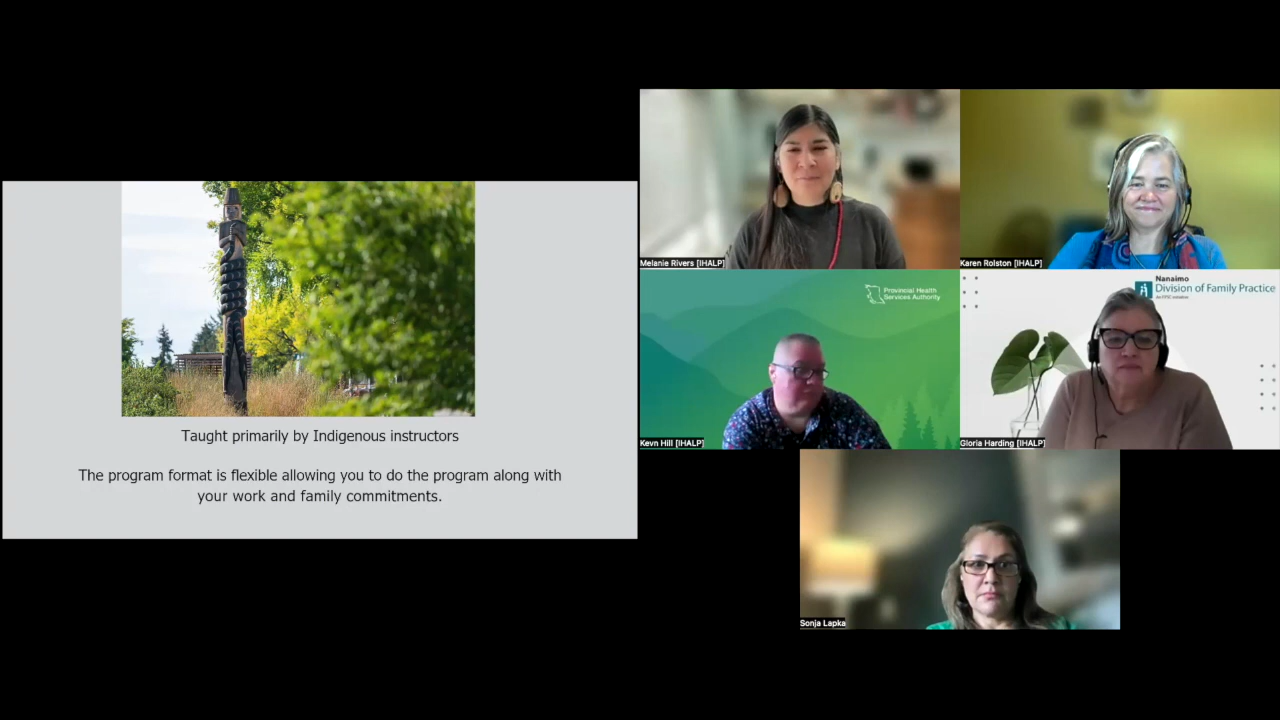 Taught primarily by Indigenous instructors
The program format is flexible allowing you to do the program along with
your work and family commitments.
Melanie Rivers [IHALP]
Karen Rolston [IHALP]
Provincial Health
Services Authority
Kevn Hill [IHALP]
Nanaimo
Division of Family Practice
Gloria Harding [IHALP]
Sonja Lapka